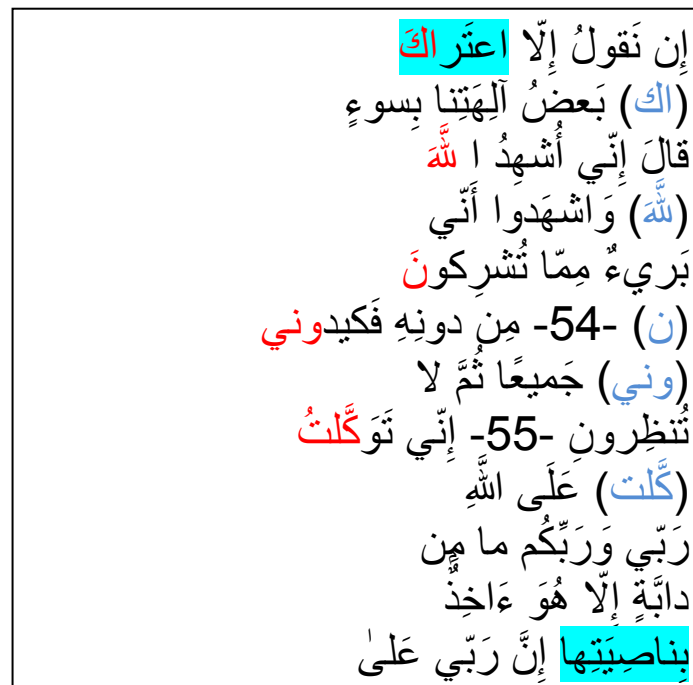 إِن نَقولُ إِلّا اعتَراكَ
(اك) بَعضُ آلِهَتِنا بِسوءٍ
قالَ إِنّي أُشهِدُ ا للَّهَ
(للَّهَ) وَاشهَدوا أَنّي
بَريءٌ مِمّا تُشرِكونَ
(ن) -54- مِن دونِهِ فَكيدوني
(وني) جَميعًا ثُمَّ لا
تُنظِرونِ -55- إِنّي تَوَكَّلتُ
(كَّلت) عَلَى اللَّهِ
رَبّي وَرَبِّكُم ما مِن
دابَّةٍ إِلّا هُوَ ءَاخِذٌ
بِناصِيَتِها إِنَّ رَبّي عَلىٰ